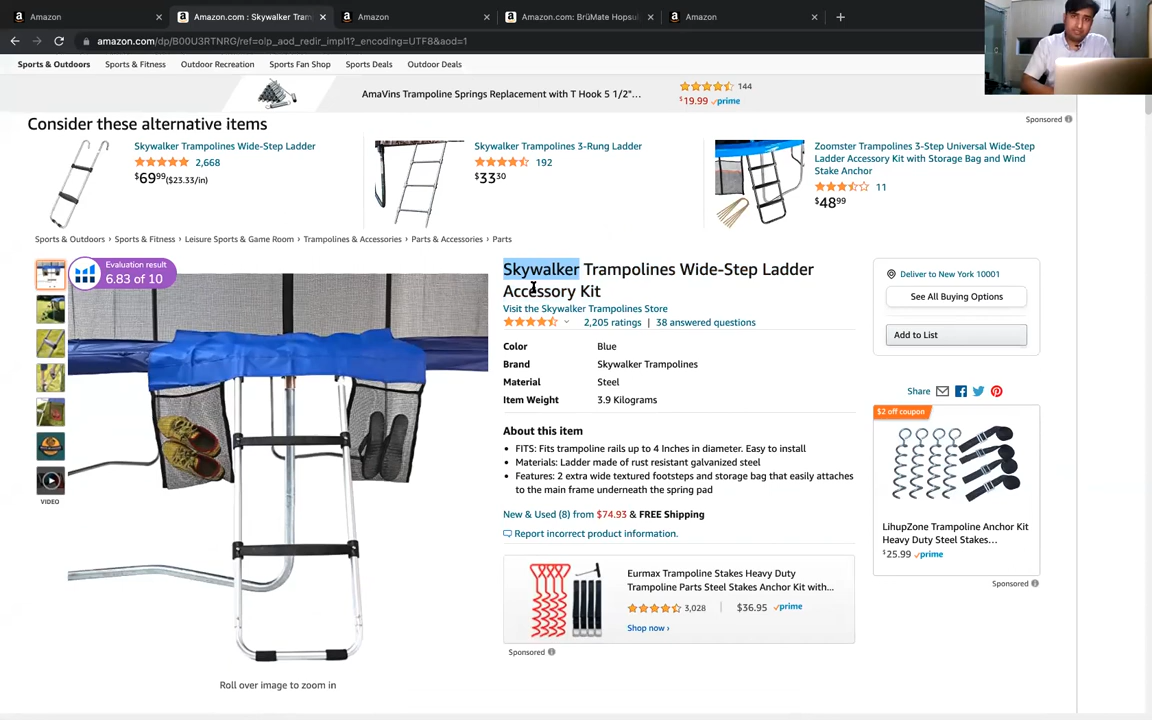 Amazon
Amazon.com : Skywalker Tram
Amazon
Amazon.com: BrüMate Hopsul
Amazon
amazon.com/dp/B00U3RTNRG/ref=olp_aod_redir_impl1?_encoding=UTF8&aod=1
Sports & Outdoors
Sports & Fitness
Outdoor Recreation
Sports Fan Shop
Sports Deals
Outdoor Deals
AmaVins Trampoline Springs Replacement with T Hook 5 1/2"...
144
$19.99 prime
Sponsored
Consider these alternative items
Skywalker Trampolines Wide-Step Ladder
2,668
$69.99 ($23.33/in)
Skywalker Trampolines 3-Rung Ladder
192
$33.30
Zoomster Trampolines 3-Step Universal Wide-Step
Ladder Accessory Kit with Storage Bag and Wind
Stake Anchor
11
$48.99
Sports & Outdoors › Sports & Fitness › Leisure Sports & Game Room › Trampolines & Accessories › Parts & Accessories › Parts
Evaluation result
6.83 of 10
VIDEO
Roll over image to zoom in
Skywalker Trampolines Wide-Step Ladder
Accessory Kit
Visit the Skywalker Trampolines Store
2,205 ratings | 38 answered questions
Color Blue
Brand Skywalker Trampolines
Material Steel
Item Weight 3.9 Kilograms
About this item
• FITS: Fits trampoline rails up to 4 Inches in diameter. Easy to install
• Materials: Ladder made of rust resistant galvanized steel
• Features: 2 extra wide textured footsteps and storage bag that easily attaches
to the main frame underneath the spring pad
New & Used (8) from $74.93 & FREE Shipping
Report incorrect product information.
Eurmax Trampoline Stakes Heavy Duty
Trampoline Parts Steel Stakes Anchor Kit with...
3,028 | $36.95 prime
Shop now ›
Sponsored
Deliver to New York 10001
See All Buying Options
Add to List
Share
$2 off coupon
LihupZone Trampoline Anchor Kit
Heavy Duty Steel Stakes...
$25.99 prime
Sponsored